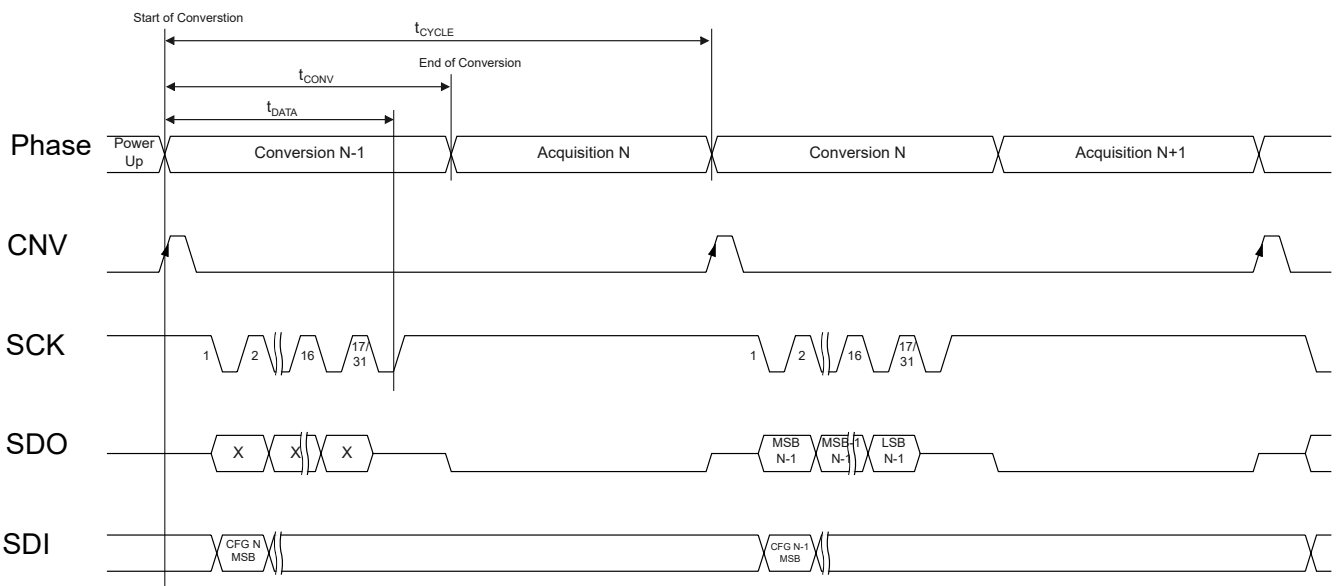 Start of Converstion
tCYCLE
End of Conversion
tCONV
tDATA
Phase
Power
Up
Conversion N-1
Acquisition N
Conversion N
Acquisition N+1
CNV
SCK
1
2
16
17/
31
1
2
16
17/
31
SDO
X
X
X
MSB
N-1
MSB-1
N-1
LSB
N-1
SDI
CFG N
MSB
CFG N-1
MSB